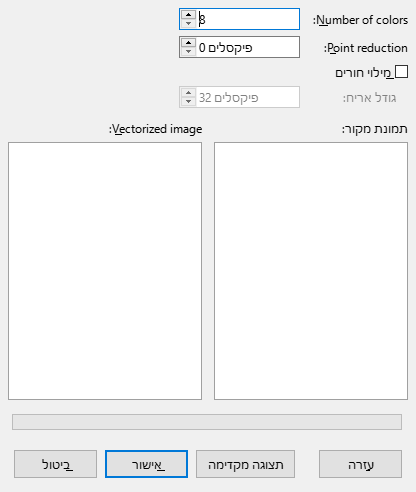 Number of colors:
8
Point reduction:
0 פיקסלים
מילוי חורים
גודל אריח:
32 פיקסלים
תמונת מקור:
Vectorized image:
עזרה
תצוגה מקדימה
אישור
ביטול